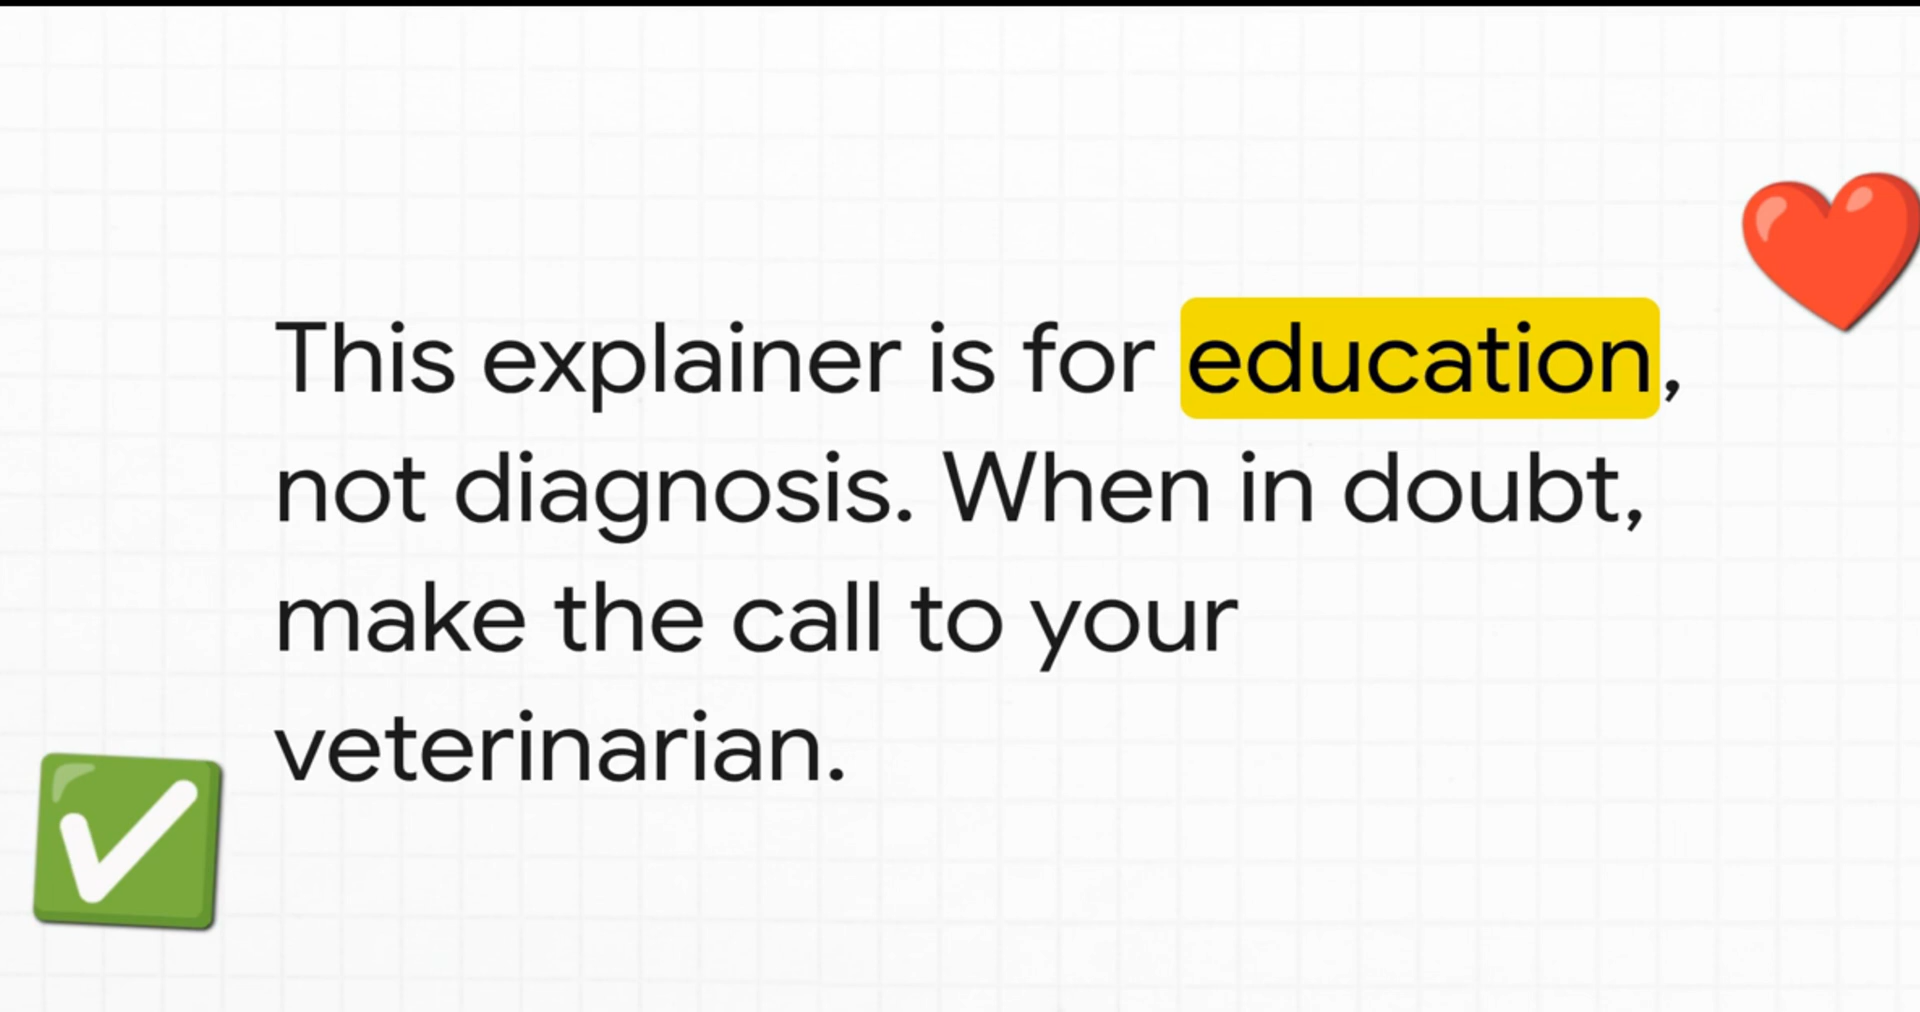 This explainer is for education,
not diagnosis. When in doubt,
make the call to your
veterinarian.